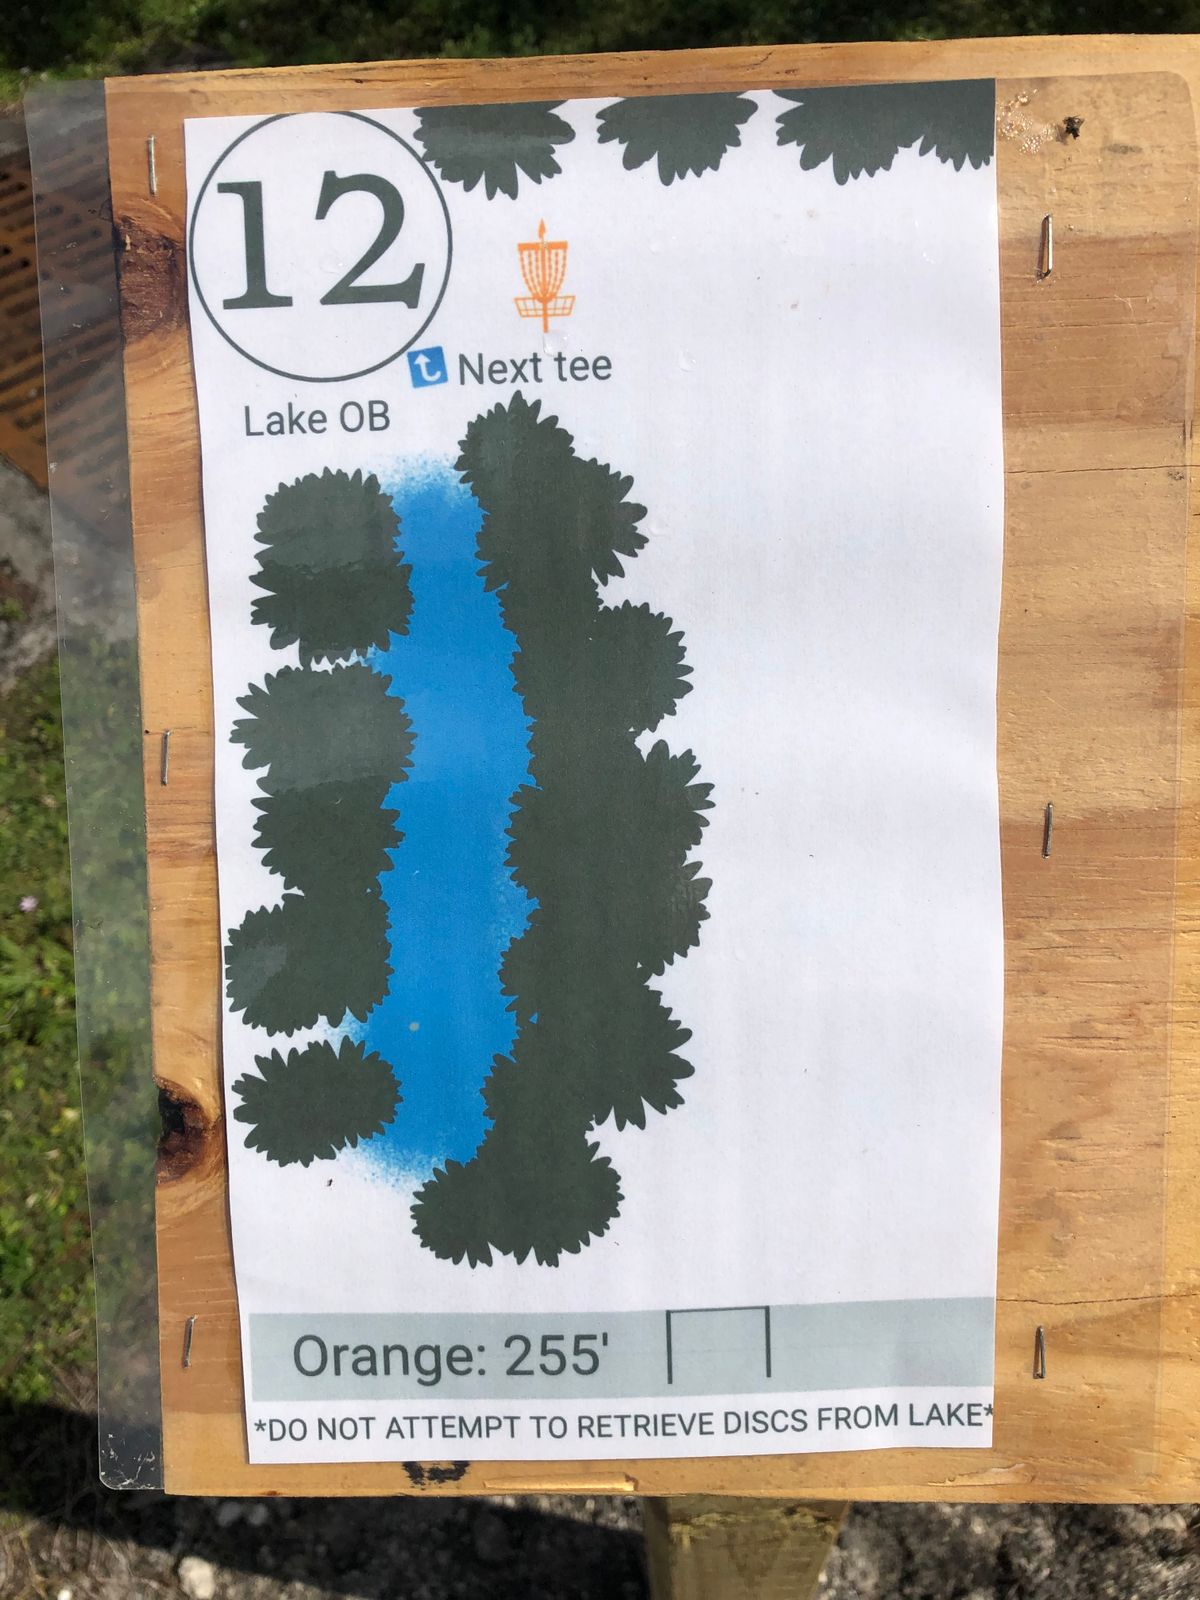 12
Next tee
Lake OB
Orange: 255'
*DO NOT ATTEMPT TO RETRIEVE DISCS FROM LAKE*